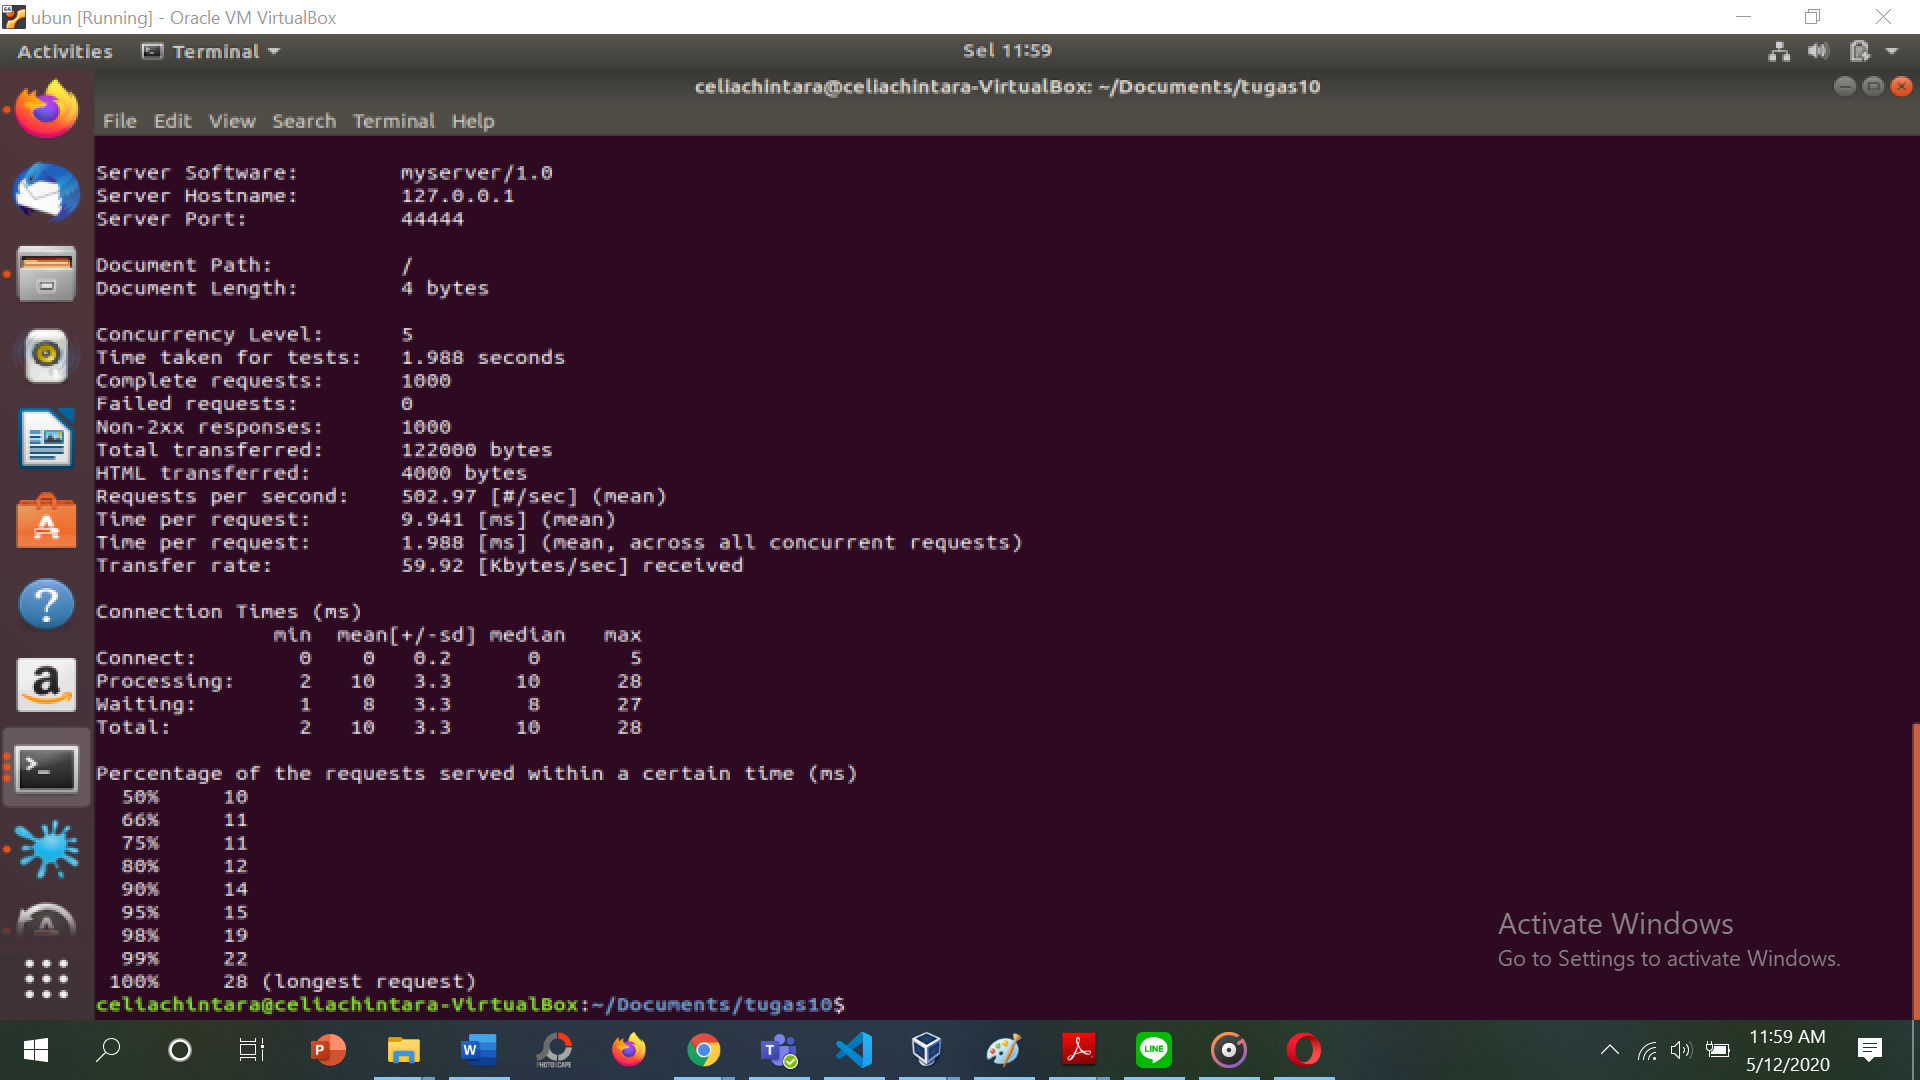 ubun [Running] - Oracle VM VirtualBox
Activities Terminal Sel 11:59
celiachintara@celiachintara-VirtualBox: ~/Documents/tugas10
File Edit View Search Terminal Help
Server Software: myserver/1.0
Server Hostname: 127.0.0.1
Server Port: 44444
Document Path: /
Document Length: 4 bytes
Concurrency Level: 5
Time taken for tests: 1.988 seconds
Complete requests: 1000
Failed requests: 0
Non-2xx responses: 1000
Total transferred: 122000 bytes
HTML transferred: 4000 bytes
Requests per second: 502.97 [#/sec] (mean)
Time per request: 9.941 [ms] (mean)
Time per request: 1.988 [ms] (mean, across all concurrent requests)
Transfer rate: 59.92 [Kbytes/sec] received
Connection Times (ms)
min mean[+/-sd] median max
Connect: 0 0 0.2 0 5
Processing: 2 10 3.3 10 28
Waiting: 1 8 3.3 8 27
Total: 2 10 3.3 10 28
Percentage of the requests served within a certain time (ms)
50% 10
66% 11
75% 11
80% 12
90% 14
95% 15
98% 19
99% 22
100% 28 (longest request)
celiachintara@celiachintara-VirtualBox:~/Documents/tugas10$
Activate Windows
Go to Settings to activate Windows.
PHOTOSCAPE
LINE
11:59 AM
5/12/2020